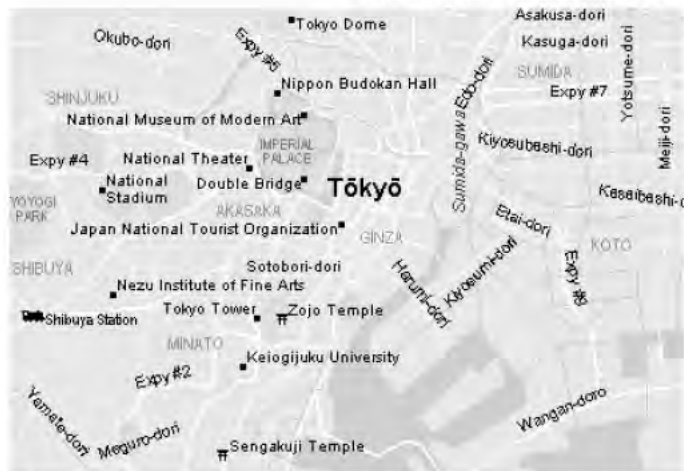 Asakusa-dori
Tokyo Dome
Okubo-dori
Kasuga-dori
Expy #5
Yotsume-dori
SUMIDA
Nippon Budokan Hall
Edo-dori
Expy #7
SHINJUKU
National Museum of Modern Art
Meiji-dori
Sumida-gawa
Kiyosubashi-dori
IMPERIAL
PALACE
Expy #4
National Theater
National
Stadium
Double Bridge
Tōkyō
Kasaibashi-d
YOYOGI
PARK
AKASAKA
Etai-dori
Japan National Tourist Organization
GINZA
KOTO
SHIBUYA
Sotobori-dori
Harumi-dori
Kiyosumi-dori
Expy #9
Nezu Institute of Fine Arts
Shibuya Station
Tokyo Tower
Zojo Temple
MINATO
Keiogijuku University
Expy #2
Yamate-dori
Meguro-dori
Wangan-doro
Sengakuji Temple